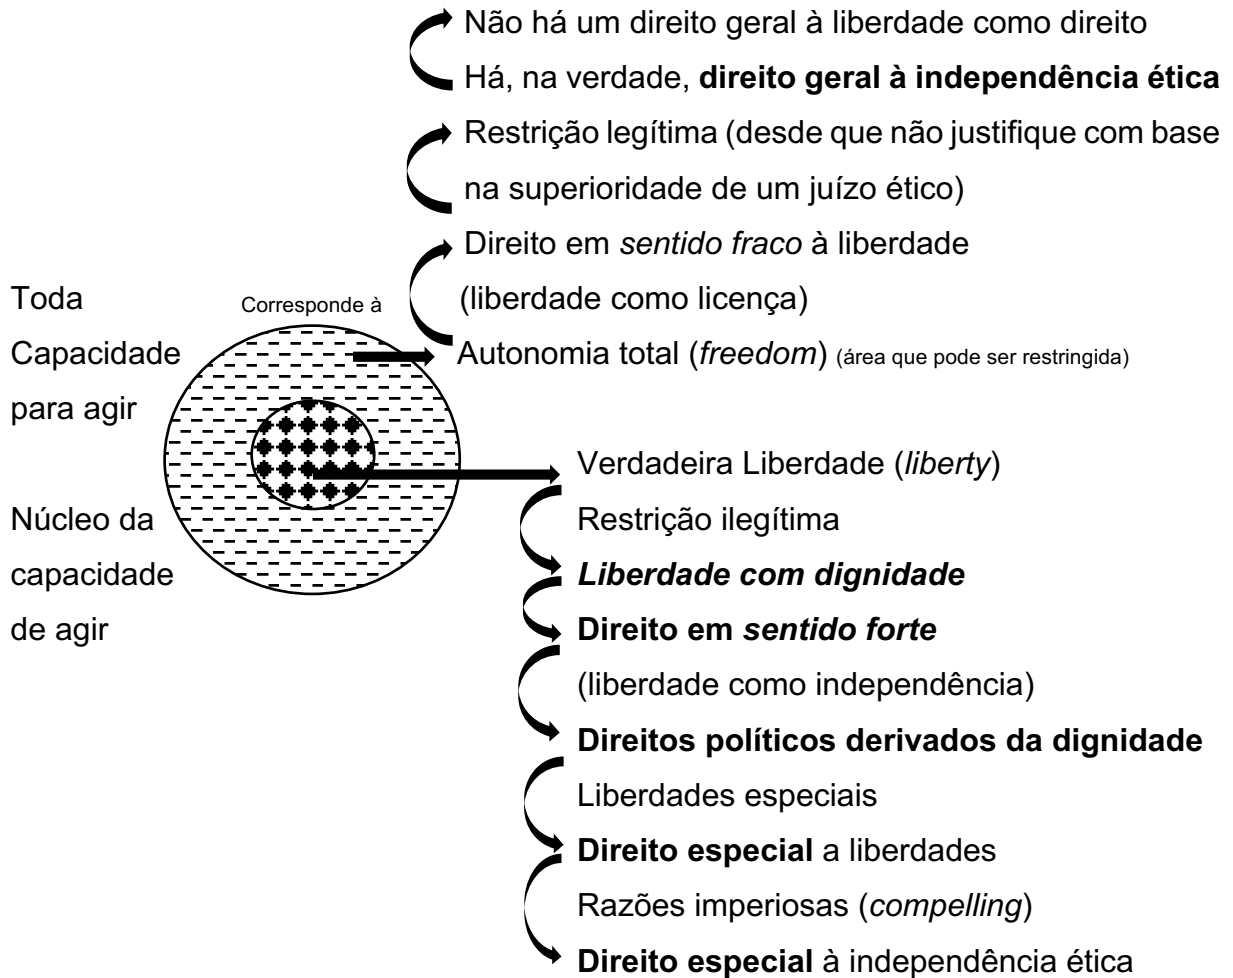 Não há um direito geral à liberdade como direito
Há, na verdade, direito geral à independência ética
Restrição legítima (desde que não justifique com base
na superioridade de um juízo ético)
Direito em sentido fraco à liberdade
(liberdade como licença)
Autonomia total (freedom) (área que pode ser restringida)
Toda
Capacidade
para agir
Corresponde à
Núcleo da
capacidade
de agir
Verdadeira Liberdade (liberty)
Restrição ilegítima
Liberdade com dignidade
Direito em sentido forte
(liberdade como independência)
Direitos políticos derivados da dignidade
Liberdades especiais
Direito especial a liberdades
Razões imperiosas (compelling)
Direito especial à independência ética